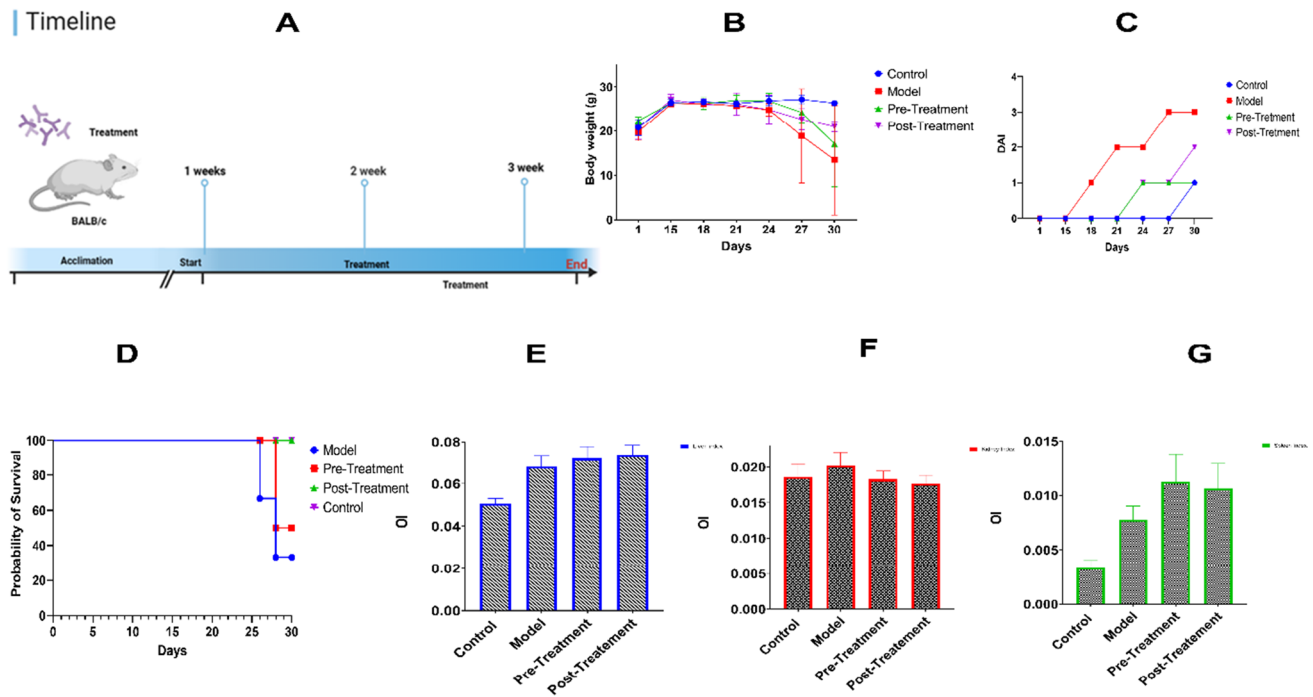 Timeline
A
Treatment
BALB/c
1 weeks
2 week
3 week
Acclimation
Start
Treatment
End
Treatment
B
Body weight (g)
30
20
10
0
1 15 18 21 24 27 30
Days
Control
Model
Pre-Treatment
Post-Treatment
C
DAI
4
3
2
1
0
1 15 18 21 24 27 30
Days
Control
Model
Pre-Tretment
Post-Tretment
D
Probability of Survival
100
80
60
40
20
0
0 5 10 15 20 25 30
Days
Model
Pre-Treatment
Post-Treatment
Control
E
OI
0.08
0.06
0.04
0.02
0.00
Control
Model
Pre-Treatment
Post-Treatement
Liver Index
F
OI
0.020
0.015
0.010
0.005
0.000
Control
Model
Pre-Treatment
Post-Treatement
Kidney Index
G
OI
0.015
0.010
0.005
0.000
Control
Model
Pre-Treatment
Post-Treatement